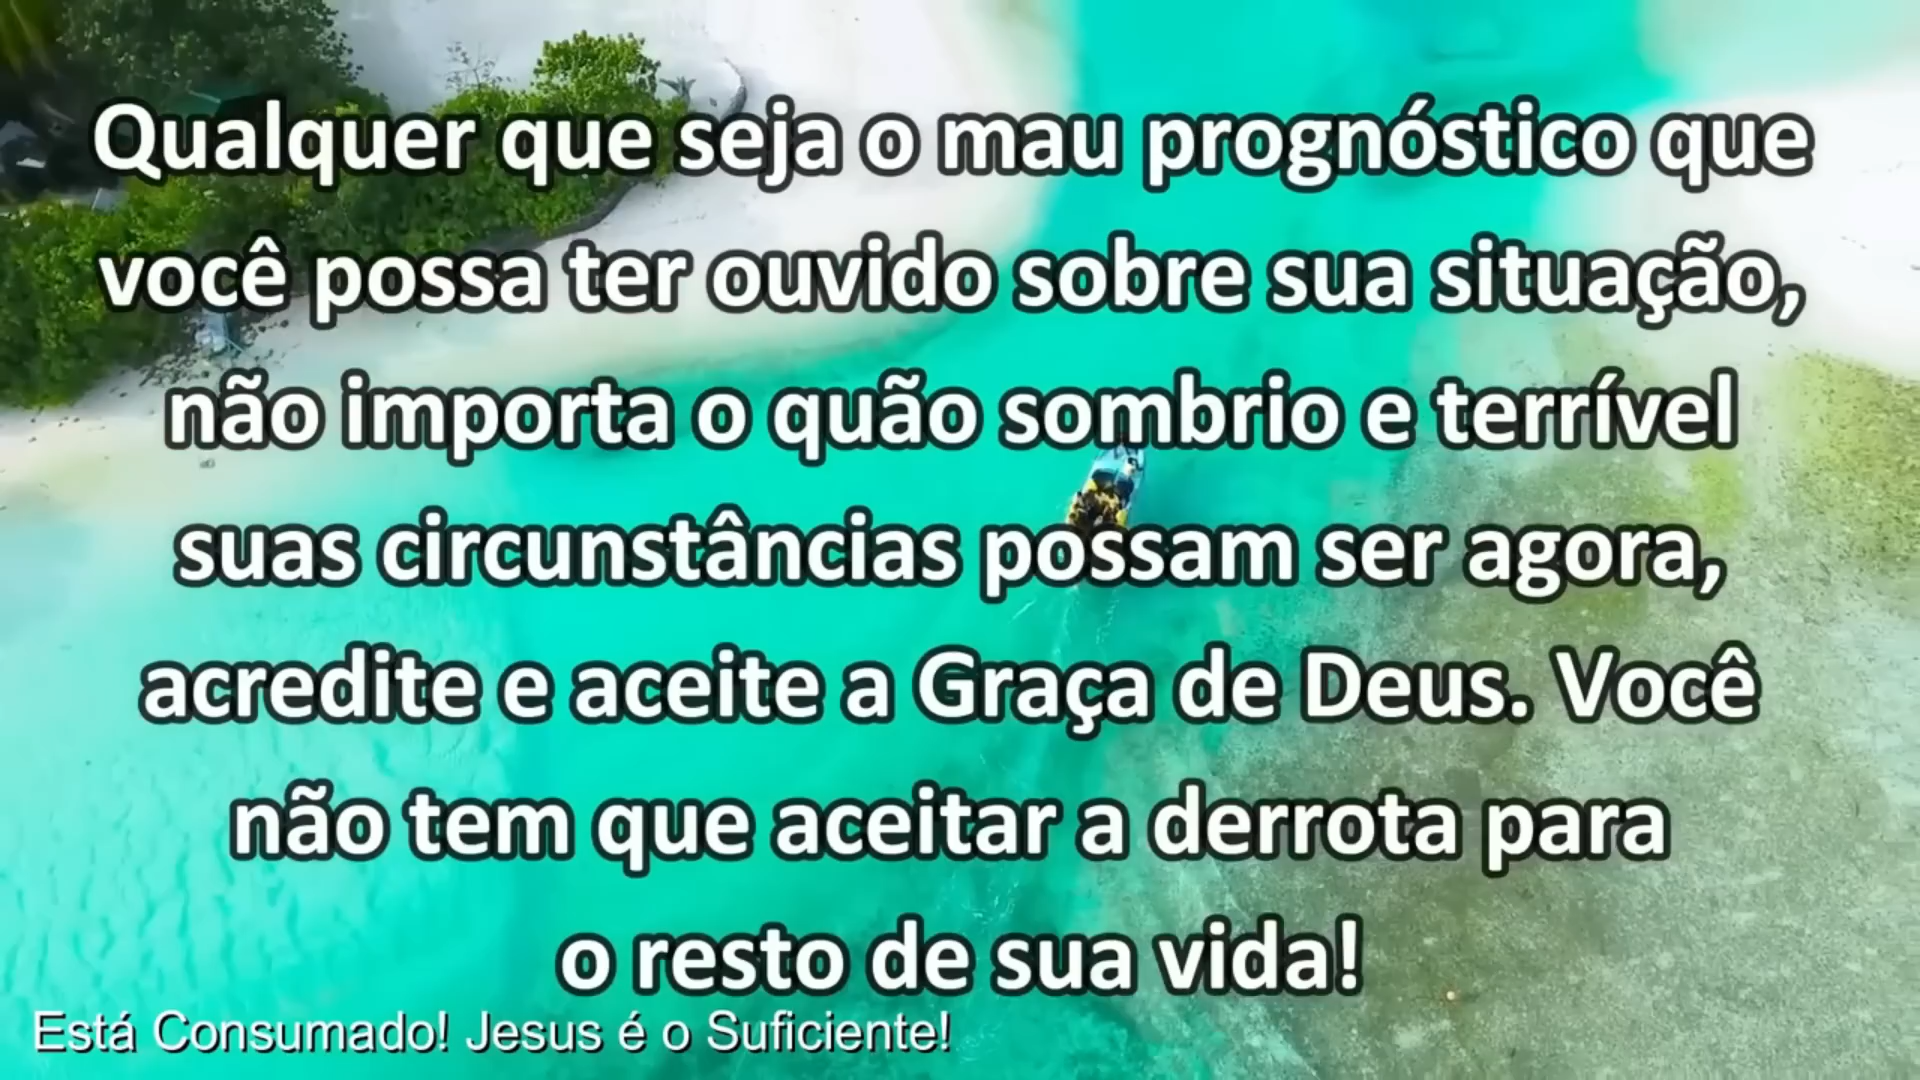 Qualquer que seja o mau prognóstico que
você possa ter ouvido sobre sua situação,
não importa o quão sombrio e terrível
suas circunstâncias possam ser agora,
acredite e aceite a Graça de Deus. Você
não tem que aceitar a derrota para
o resto de sua vida!
Está Consumado! Jesus é o Suficiente!